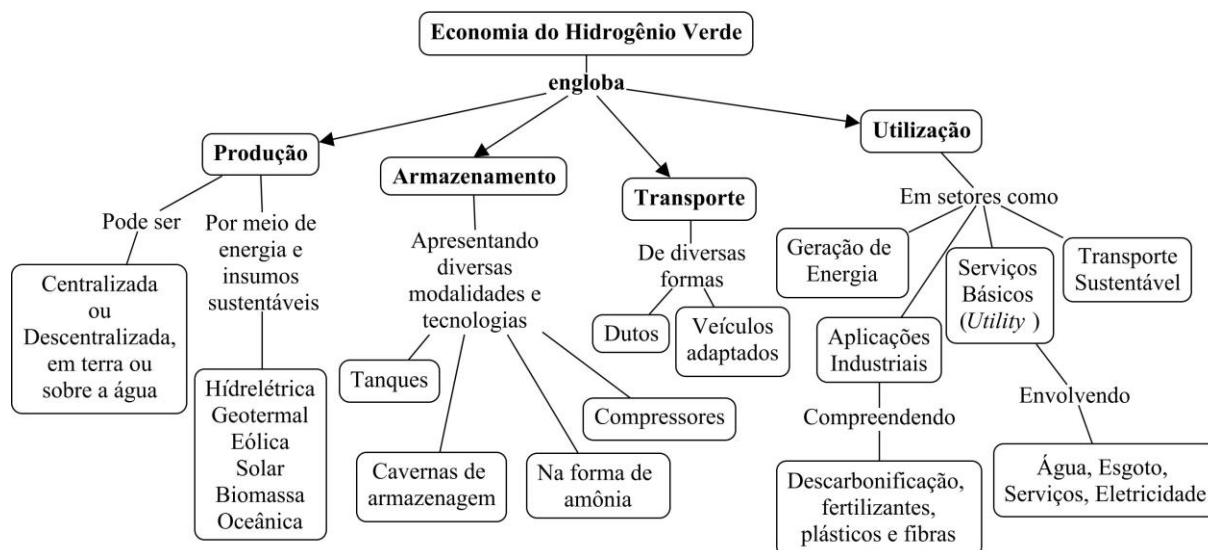 Economia do Hidrogênio Verde
engloba
Produção
Pode ser
Centralizada
ou
Descentralizada,
em terra ou
sobre a água
Por meio de
energia e
insumos
sustentáveis
Hídrelétrica
Geotermal
Eólica
Solar
Biomassa
Oceânica
Armazenamento
Apresentando
diversas
modalidades e
tecnologias
Tanques
Cavernas de
armazenagem
Na forma de
amônia
Compressores
Transporte
De diversas
formas
Dutos
Veículos
adaptados
Utilização
Em setores como
Geração de
Energia
Aplicações
Industriais
Compreendendo
Descarbonificação,
fertilizantes,
plásticos e fibras
Serviços
Básicos
(Utility )
Envolvendo
Água, Esgoto,
Serviços, Eletricidade
Transporte
Sustentável